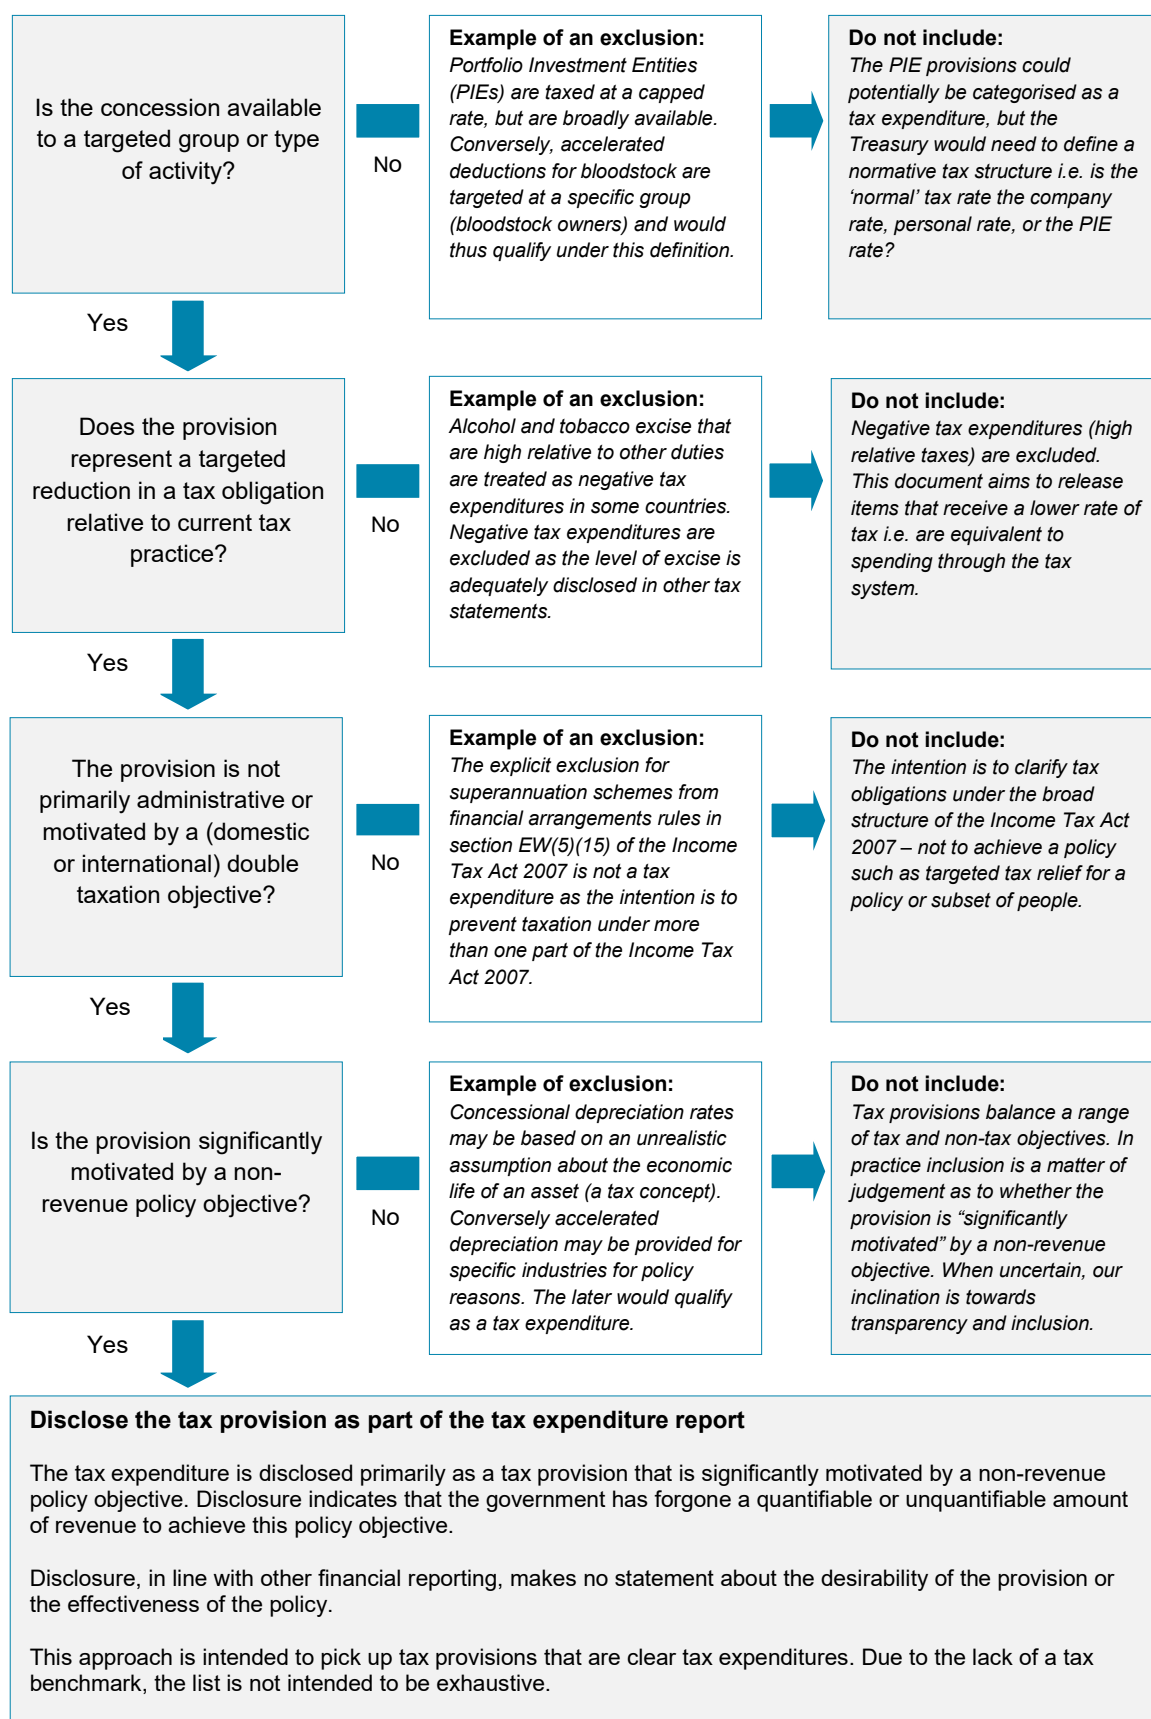 Is the concession available
to a targeted group or type
of activity?
No
Example of an exclusion:
Portfolio Investment Entities
(PIEs) are taxed at a capped
rate, but are broadly available.
Conversely, accelerated
deductions for bloodstock are
targeted at a specific group
(bloodstock owners) and would
thus qualify under this definition.
Do not include:
The PIE provisions could
potentially be categorised as a
tax expenditure, but the
Treasury would need to define a
normative tax structure i.e. is the
‘normal’ tax rate the company
rate, personal rate, or the PIE
rate?
Yes
Does the provision
represent a targeted
reduction in a tax obligation
relative to current tax
practice?
No
Example of an exclusion:
Alcohol and tobacco excise that
are high relative to other duties
are treated as negative tax
expenditures in some countries.
Negative tax expenditures are
excluded as the level of excise is
adequately disclosed in other tax
statements.
Do not include:
Negative tax expenditures (high
relative taxes) are excluded.
This document aims to release
items that receive a lower rate of
tax i.e. are equivalent to
spending through the tax
system.
Yes
The provision is not
primarily administrative or
motivated by a (domestic
or international) double
taxation objective?
No
Example of an exclusion:
The explicit exclusion for
superannuation schemes from
financial arrangements rules in
section EW(5)(15) of the Income
Tax Act 2007 is not a tax
expenditure as the intention is to
prevent taxation under more
than one part of the Income Tax
Act 2007.
Do not include:
The intention is to clarify tax
obligations under the broad
structure of the Income Tax Act
2007 – not to achieve a policy
such as targeted tax relief for a
policy or subset of people.
Yes
Is the provision significantly
motivated by a non-
revenue policy objective?
No
Example of exclusion:
Concessional depreciation rates
may be based on an unrealistic
assumption about the economic
life of an asset (a tax concept).
Conversely accelerated
depreciation may be provided for
specific industries for policy
reasons. The later would qualify
as a tax expenditure.
Do not include:
Tax provisions balance a range
of tax and non-tax objectives. In
practice inclusion is a matter of
judgement as to whether the
provision is “significantly
motivated” by a non-revenue
objective. When uncertain, our
inclination is towards
transparency and inclusion.
Yes
Disclose the tax provision as part of the tax expenditure report
The tax expenditure is disclosed primarily as a tax provision that is significantly motivated by a non-revenue
policy objective. Disclosure indicates that the government has forgone a quantifiable or unquantifiable amount
of revenue to achieve this policy objective.
Disclosure, in line with other financial reporting, makes no statement about the desirability of the provision or
the effectiveness of the policy.
This approach is intended to pick up tax provisions that are clear tax expenditures. Due to the lack of a tax
benchmark, the list is not intended to be exhaustive.